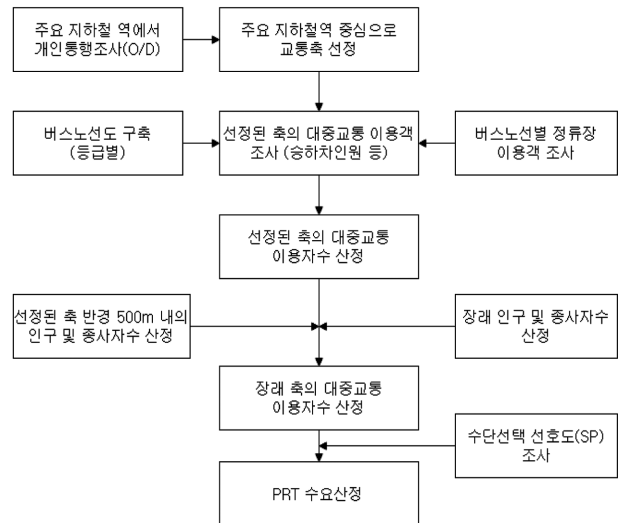 주요 지하철 역에서
개인통행조사(O/D)
주요 지하철역 중심으로
교통축 선정
버스노선도 구축
(등급별)
선정된 축의 대중교통 이용객
조사 (승하차인원 등)
버스노선별 정류장
이용객 조사
선정된 축의 대중교통
이용자수 산정
선정된 축 반경 500m 내의
인구 및 종사자수 산정
장래 인구 및 종사자수
산정
장래 축의 대중교통
이용자수 산정
수단선택 선호도(SP)
조사
PRT 수요산정